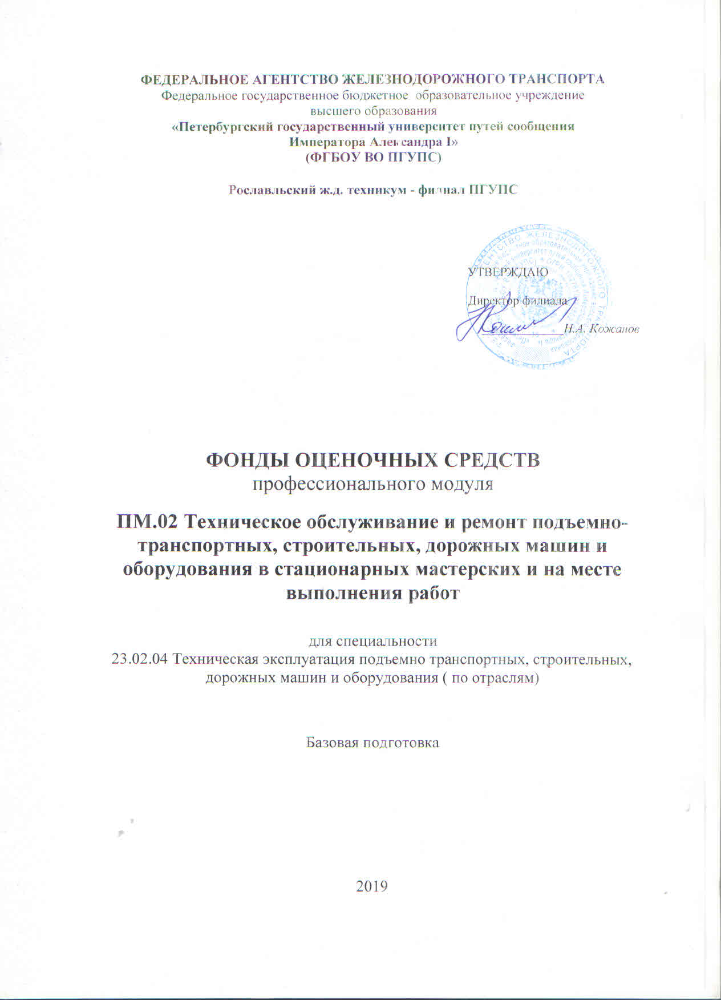 ФЕДЕРАЛЬНОЕ АГЕНТСТВО ЖЕЛЕЗНОДОРОЖНОГО ТРАНСПОРТА
Федеральное государственное бюджетное образовательное учреждение
высшего образования
«Петербургский государственный университет путей сообщения
Императора Александра I»
(ФГБОУ ВО ПГУПС)
Рославльский ж.д. техникум - филиал ПГУПС
УТВЕРЖДАЮ
Директор филиала
Н.А. Кожанов
ФОНДЫ ОЦЕНОЧНЫХ СРЕДСТВ
профессионального модуля
ПМ.02 Техническое обслуживание и ремонт подъемно-
транспортных, строительных, дорожных машин и
оборудования в стационарных мастерских и на месте
выполнения работ
для специальности
23.02.04 Техническая эксплуатация подъемно транспортных, строительных,
дорожных машин и оборудования ( по отраслям)
Базовая подготовка
2019